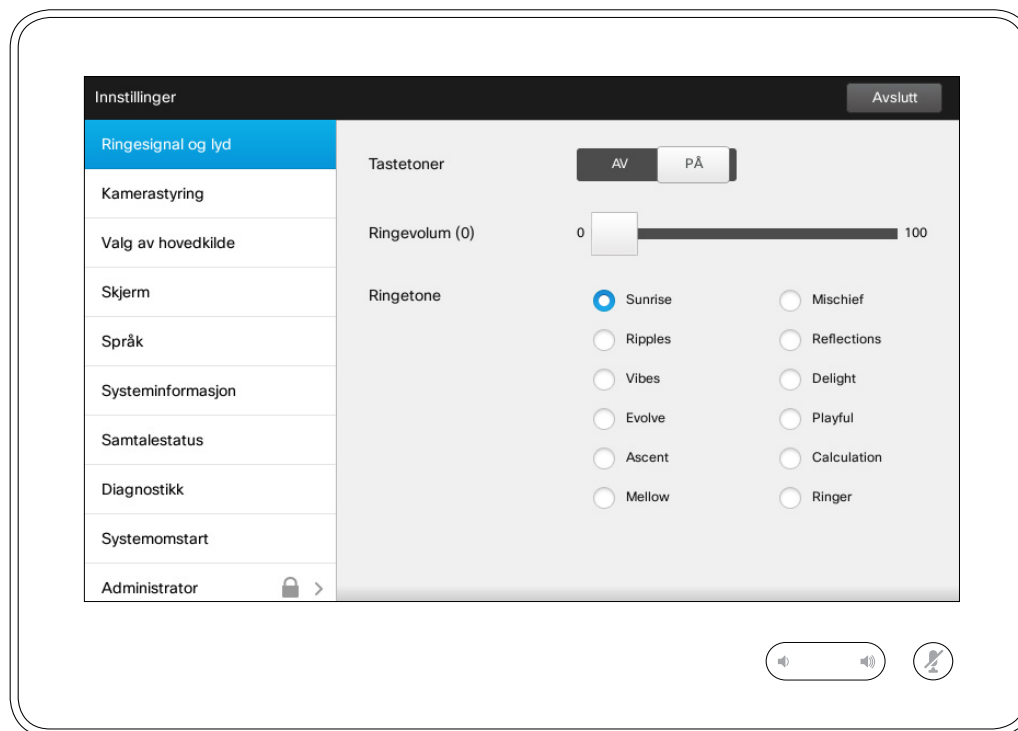 Innstillinger
Avslutt
Ringesignal og lyd
Kamerastyring
Valg av hovedkilde
Skjerm
Språk
Systeminformasjon
Samtalestatus
Diagnostikk
Systemomstart
Administrator
Tastetoner
AV PÅ
Ringevolum (0)
0 100
Ringetone
Sunrise Mischief
Ripples Reflections
Vibes Delight
Evolve Playful
Ascent Calculation
Mellow Ringer